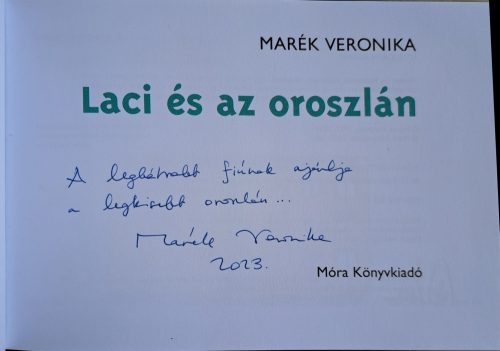 MARÉK VERONIKA
Laci és az oroszlán
A legbátrabb fiúnak ajánlja
a legkisebb oroszlán...
Marék Veronika
2023.
Móra Könyvkiadó